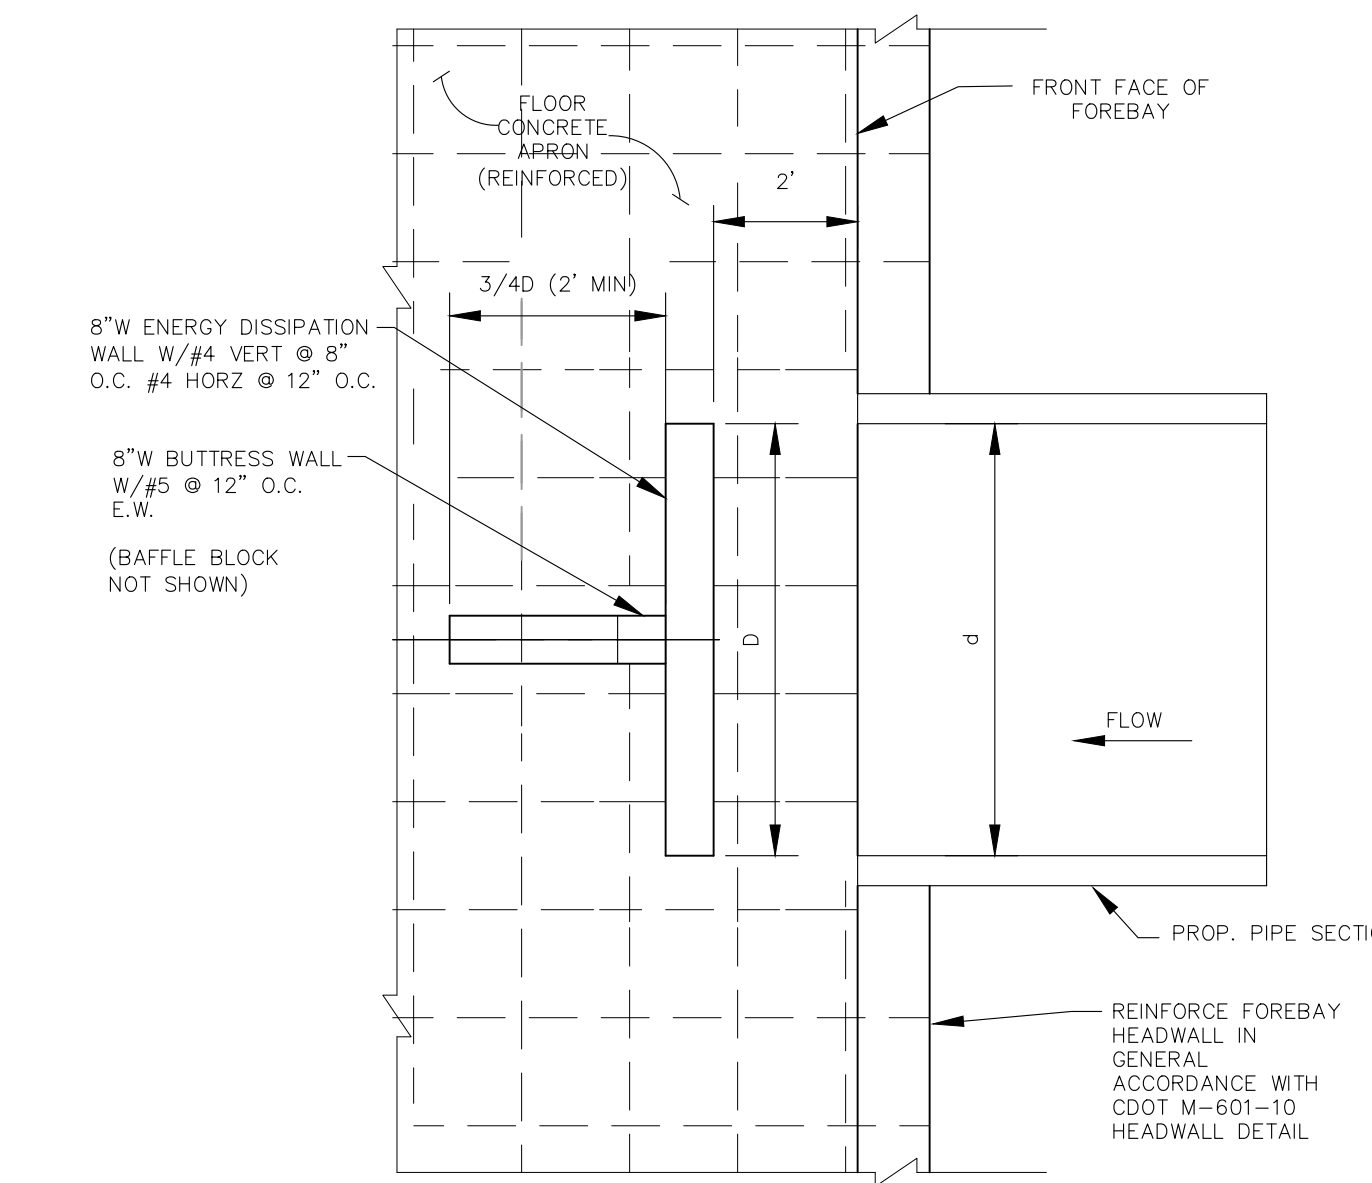 FRONT FACE OF
FOREBAY
FLOOR
CONCRETE
APRON
(REINFORCED)
2'
3/4D (2' MIN)
8"W ENERGY DISSIPATION
WALL W/#4 VERT @ 8"
O.C. #4 HORZ @ 12" O.C.
8"W BUTTRESS WALL
W/#5 @ 12" O.C.
E.W.
(BAFFLE BLOCK
NOT SHOWN)
D
d
FLOW
PROP. PIPE SECTI
REINFORCE FOREBAY
HEADWALL IN
GENERAL
ACCORDANCE WITH
CDOT M-601-10
HEADWALL DETAIL